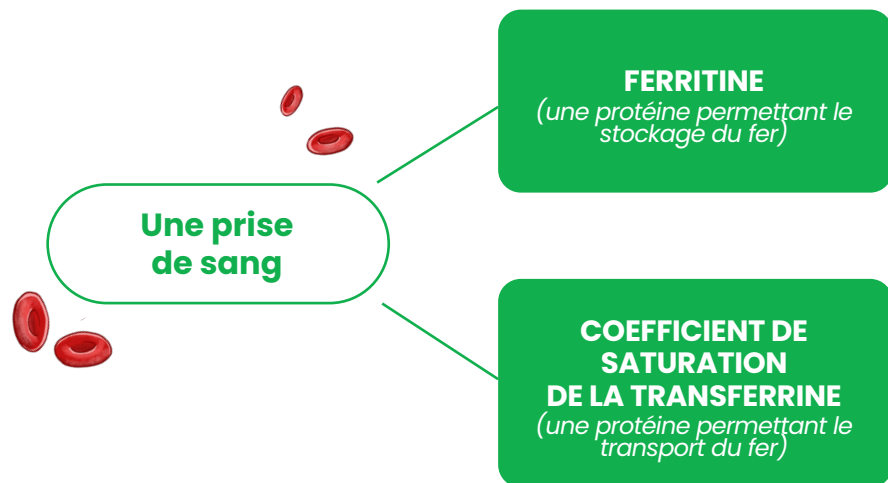 FERRITINE
(une protéine permettant le
stockage du fer)
Une prise
de sang
COEFFICIENT DE
SATURATION
DE LA TRANSFERRINE
(une protéine permettant le
transport du fer)